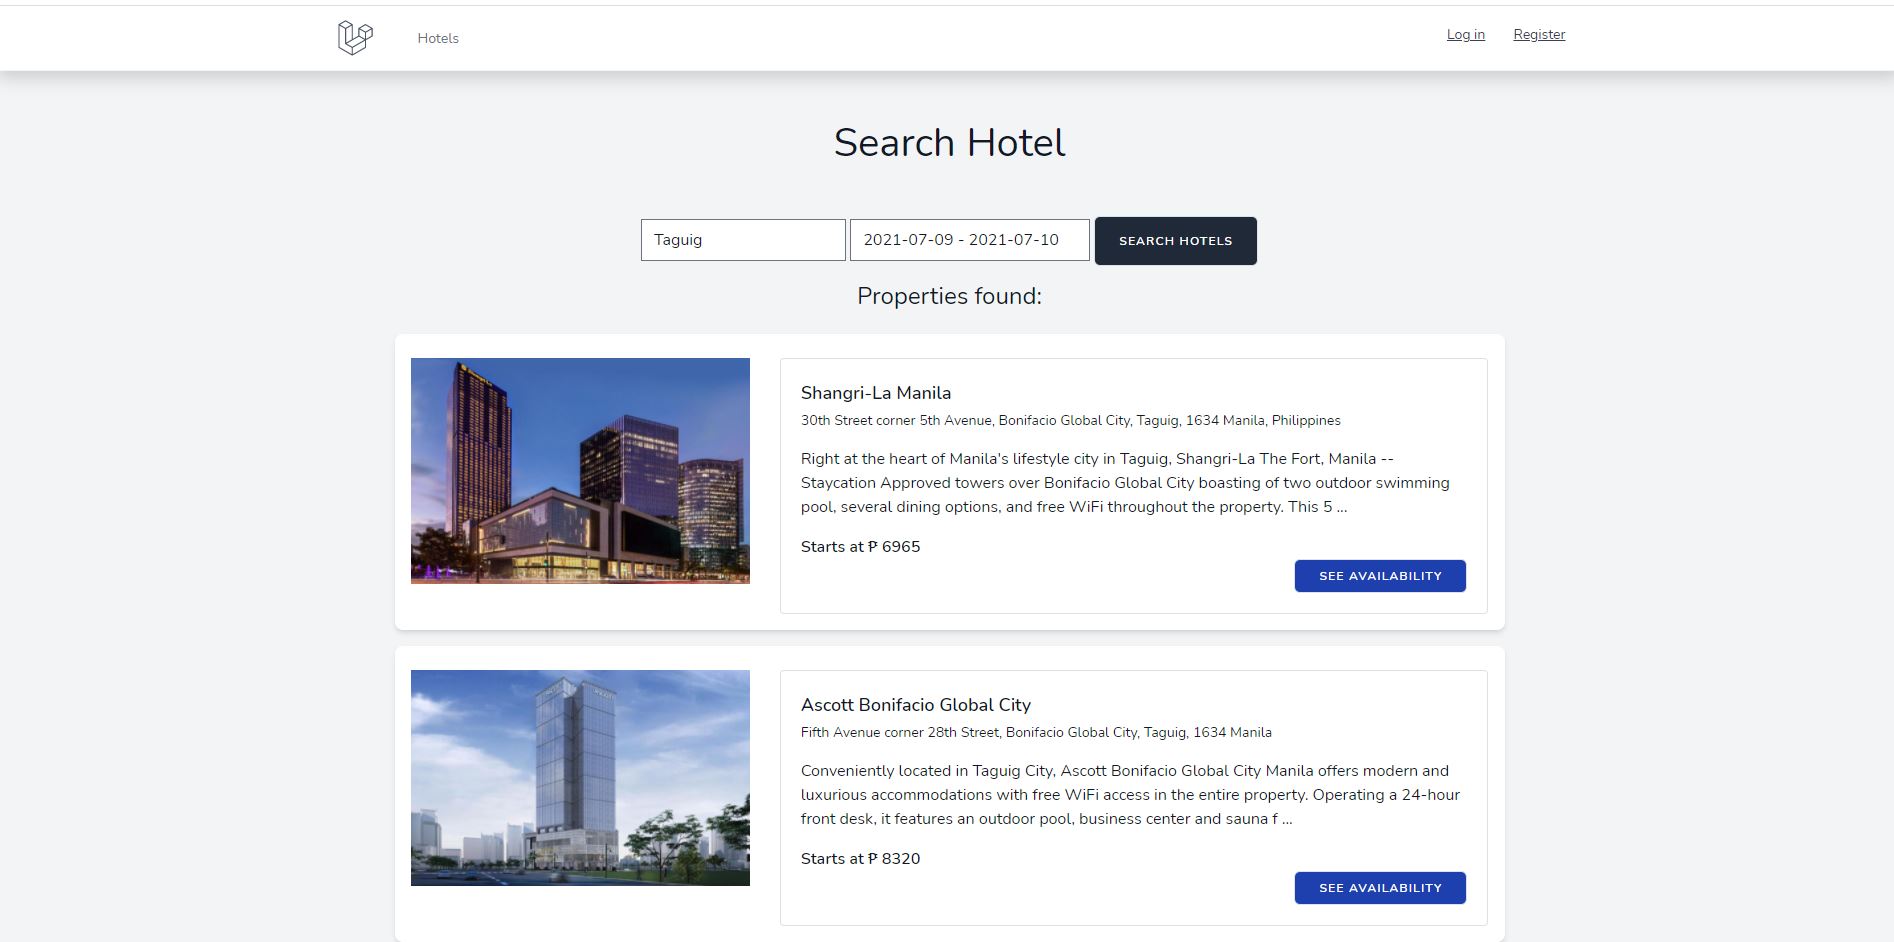 Hotels
Log in
Register
Search Hotel
Taguig
2021-07-09 - 2021-07-10
SEARCH HOTELS
Properties found:
Shangri-La Manila
30th Street corner 5th Avenue, Bonifacio Global City, Taguig, 1634 Manila, Philippines
Right at the heart of Manila's lifestyle city in Taguig, Shangri-La The Fort, Manila --
Staycation Approved towers over Bonifacio Global City boasting of two outdoor swimming
pool, several dining options, and free WiFi throughout the property. This 5 ...
Starts at ₱ 6965
SEE AVAILABILITY
Ascott Bonifacio Global City
Fifth Avenue corner 28th Street, Bonifacio Global City, Taguig, 1634 Manila
Conveniently located in Taguig City, Ascott Bonifacio Global City Manila offers modern and
luxurious accommodations with free WiFi access in the entire property. Operating a 24-hour
front desk, it features an outdoor pool, business center and sauna f ...
Starts at ₱ 8320
SEE AVAILABILITY